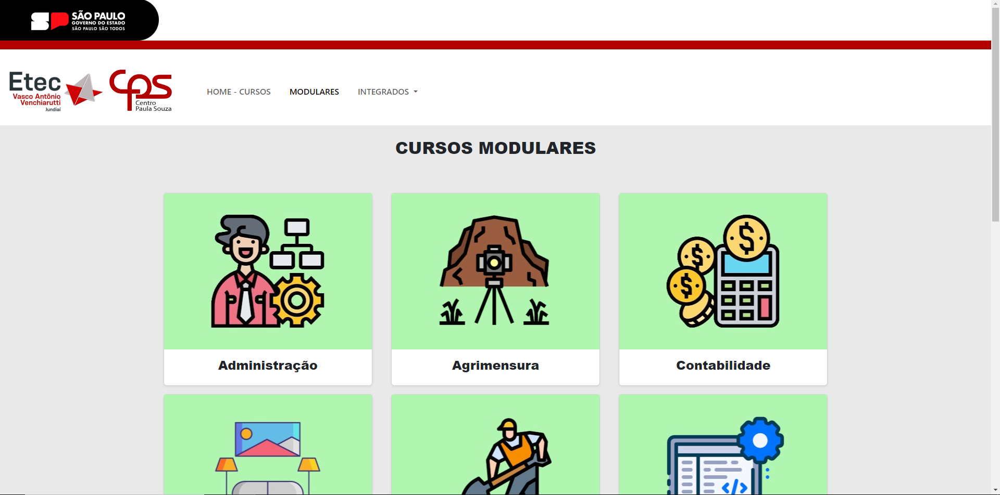 SÃO PAULO
GOVERNO DO ESTADO
SÃO PAULO SÃO TODOS
Etec
Vasco Antônio
Venchiarutti
Jundiaí
cps
Centro
Paula Souza
HOME - CURSOS
MODULARES
INTEGRADOS
CURSOS MODULARES
Administração
Agrimensura
Contabilidade